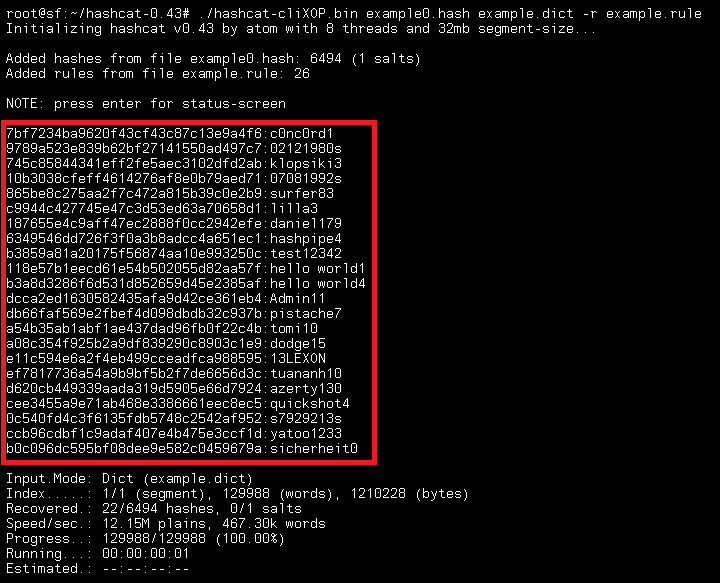 root@sf:~/hashcat-0.43# ./hashcat-cliXOP.bin example0.hash example.dict -r example.rule
Initializing hashcat v0.43 by atom with 8 threads and 32mb segment-size...
Added hashes from file example0.hash: 6494 (1 salts)
Added rules from file example.rule: 26
NOTE: press enter for status-screen
7bf7234ba9620f43cf43c87c13e9a4f6:c0nc0rd1
9789a523e839b62bf27141550ad497c7:02121980s
745c85844341eff2fe5aec3102dfd2ab:klopsiki3
10b3038cfeff4614276af8e0b79aed71:07081992s
865be8c275aa2f7c472a815b39c0e2b9:surfer83
c9944c427745e47c3d53ed63a70658d1:lilla3
187655e4c9aff47ec2888f0cc2942efe:daniel179
6349546dd726f3f0a3b8adcc4a651ec1:hashpipe4
b3859a81a20175f56874aa10e993250c:test12342
118e57b1eecd61e54b502055d82aa57f:hello world1
b3a8d3286f6d531d852659d45e2385af:hello world4
dcca2ed1630582435afa9d42ce361eb4:Admin11
db66faf569e2fbef4d098dbdb32c937b:pistache7
a54b35ab1abf1ae437dad96fb0f22c4b:tomi10
a08c354f925b2a9df839290c8903c1e9:dodge15
e11c594e6a2f4eb499cceadfca988595:13LEXON
ef7817736a54a9b9bf5b2f7de6656d3c:tuananh10
d620cb449339aada319d5905e66d7924:azerty130
cee3455a9e71ab468e3386661eec8ec5:quickshot4
0c540fd4c3f6135fdb5748c2542af952:s7929213s
ccb96cdbf1c9adaf407e4b475e3ccf1d:yatoo1233
b0c096dc595bf08dee9e582c0459679a:sicherheit0
Input.Mode: Dict (example.dict)
Index.....: 1/1 (segment), 129988 (words), 1210228 (bytes)
Recovered.: 22/6494 hashes, 0/1 salts
Speed/sec.: 12.15M plains, 467.30k words
Progress..: 129988/129988 (100.00%)
Running...: 00:00:00:01
Estimated.: --:--:--:--